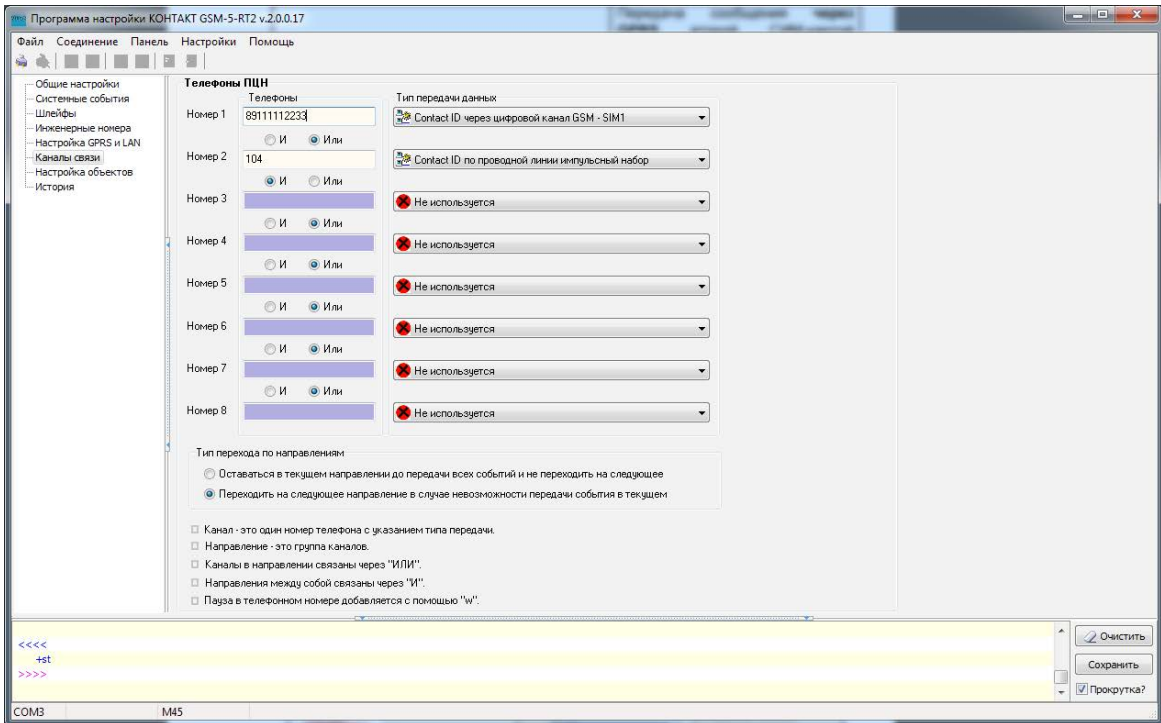 Программа настройки КОНТАКТ GSM-5-RT2 v.2.0.0.17
Файл Соединение Панель Настройки Помощь
Общие настройки
Системные события
Шлейфы
Инженерные номера
Настройка GPRS и LAN
Каналы связи
Настройка объектов
История
Телефоны ПЦН
Телефоны Тип передачи данных
Номер 1 89111112233 Contact ID через цифровой канал GSM - SIM1
И Или
Номер 2 104 Contact ID по проводной линии импульсный набор
И Или
Номер 3 Не используется
И Или
Номер 4 Не используется
И Или
Номер 5 Не используется
И Или
Номер 6 Не используется
И Или
Номер 7 Не используется
И Или
Номер 8 Не используется
Тип перехода по направлениям
Оставаться в текущем направлении до передачи всех событий и не переходить на следующее
Переходить на следующее направление в случае невозможности передачи события в текущем
Канал - это один номер телефона с указанием типа передачи.
Направление - это группа каналов.
Каналы в направлении связаны через "ИЛИ".
Направления между собой связаны через "И".
Пауза в телефонном номере добавляется с помощью "w".
<<<<
+st
>>>>
Очистить
Сохранить
Прокрутка?
COM3 M45